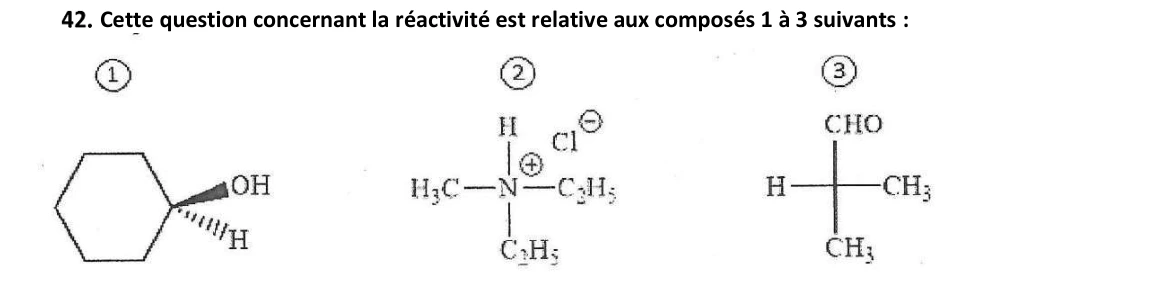 42. Cette question concernant la réactivité est relative aux composés 1 à 3 suivants :
1
2
3
H
Cl⊖
CHO
OH
H₃C—N—C₂H₅
⊕
H
CH₃
H
C₂H₅
CH₃